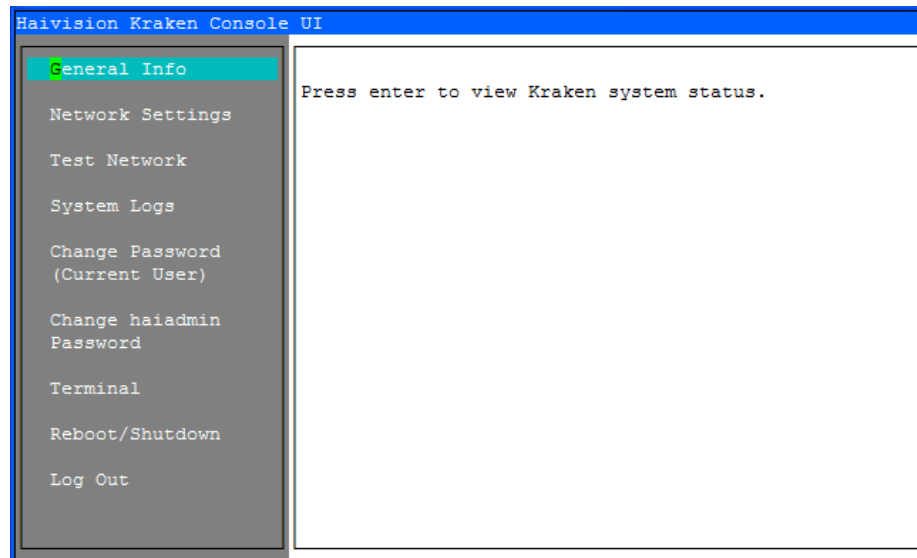 Haivision Kraken Console UI
General Info
Press enter to view Kraken system status.
Network Settings
Test Network
System Logs
Change Password
(Current User)
Change haiadmin
Password
Terminal
Reboot/Shutdown
Log Out